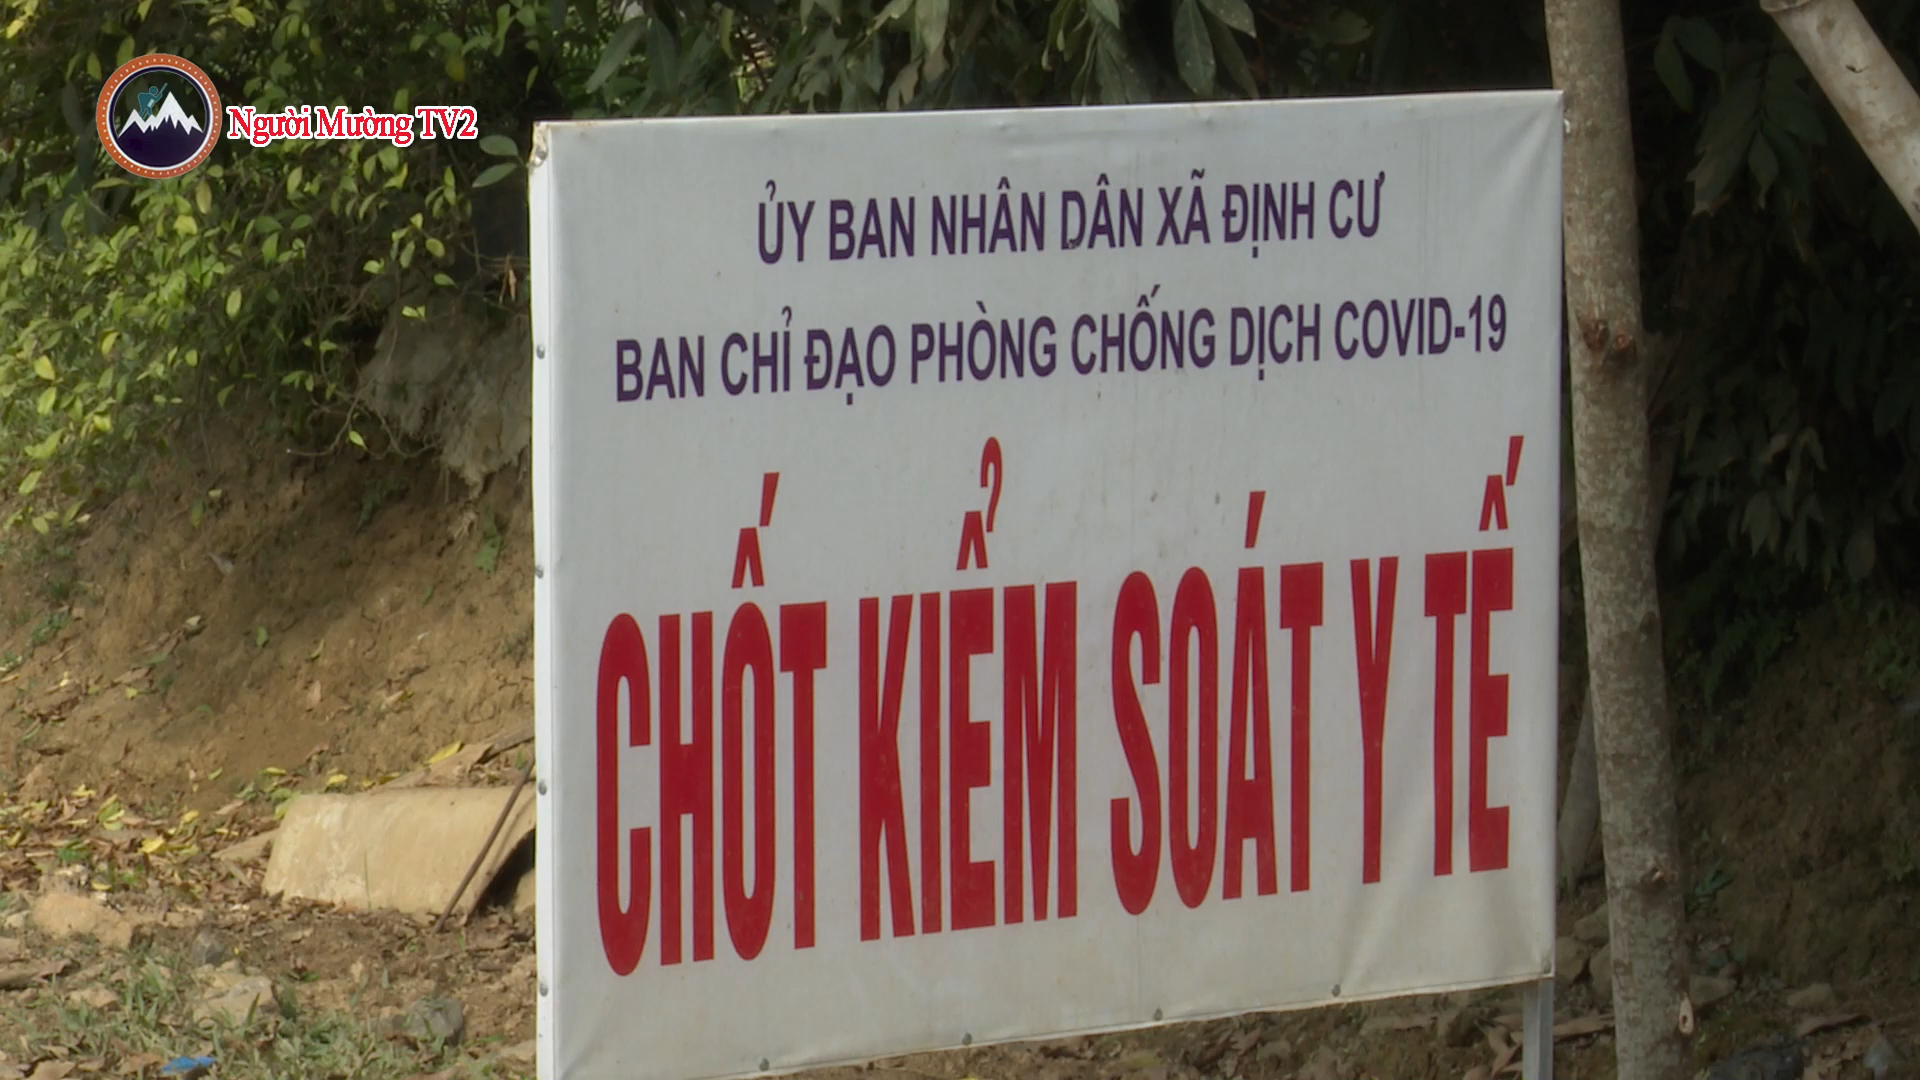 Người Mường TV2
ỦY BAN NHÂN DÂN XÃ ĐỊNH CƯ
BAN CHỈ ĐẠO PHÒNG CHỐNG DỊCH COVID-19
CHỐT KIỂM SOÁT Y TẾ